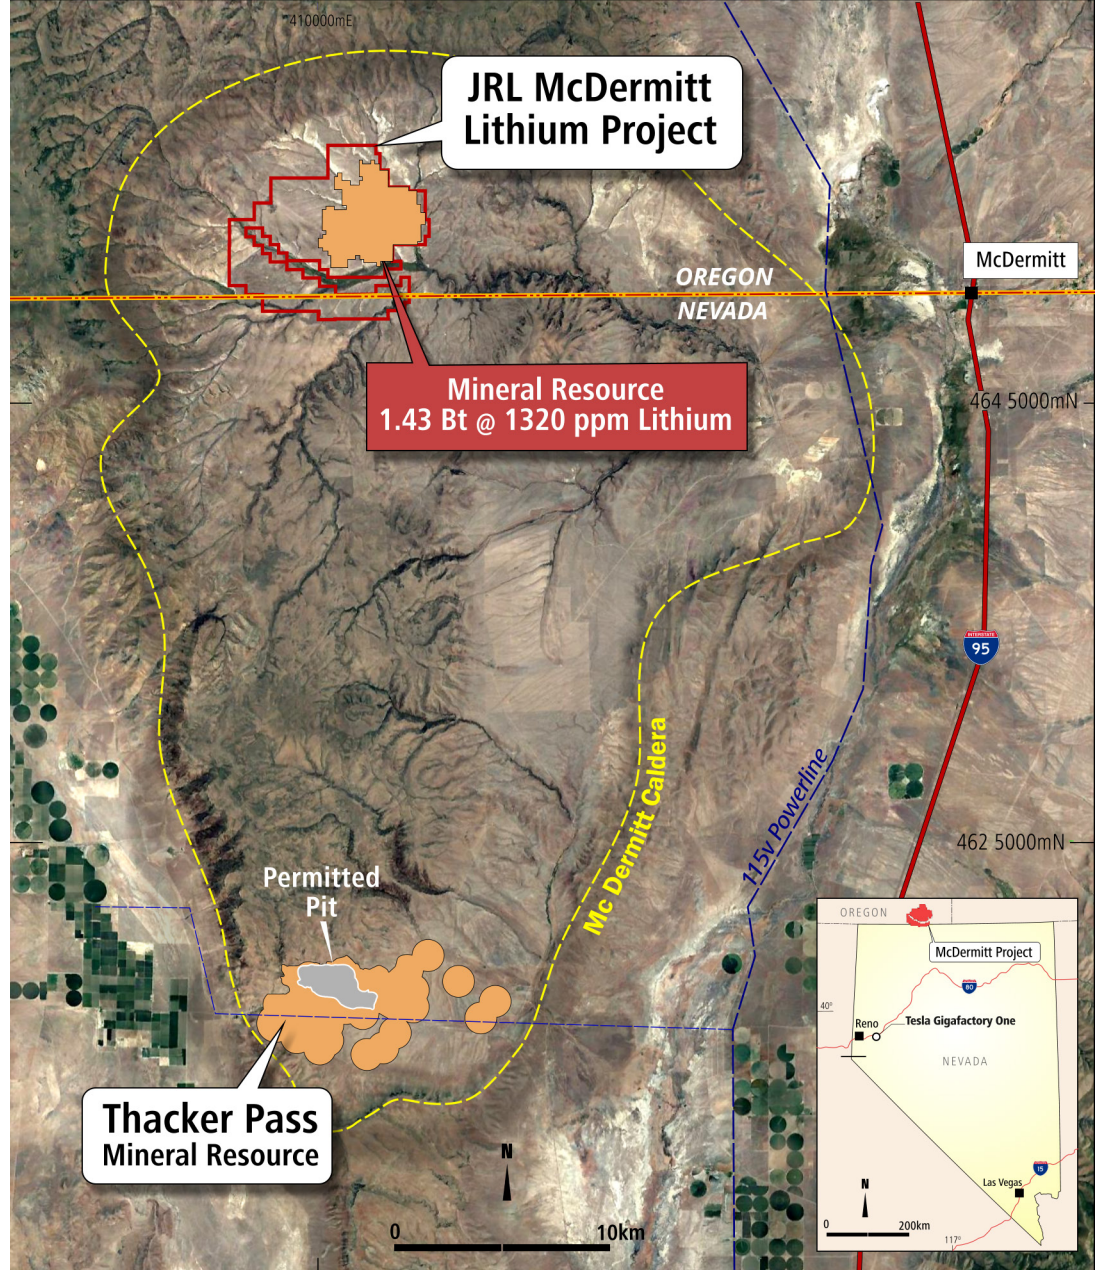 410000mE
JRL McDermitt
Lithium Project
McDermitt
OREGON
NEVADA
Mineral Resource
1.43 Bt @ 1320 ppm Lithium
464 5000mN
INTERSTATE
95
Mc Dermitt Caldera
115v Powerline
462 5000mN
Permitted
Pit
Thacker Pass
Mineral Resource
N
0 10km
OREGON
McDermitt Project
80
40°
Reno
Tesla Gigafactory One
NEVADA
15
Las Vegas
N
0 200km
117°